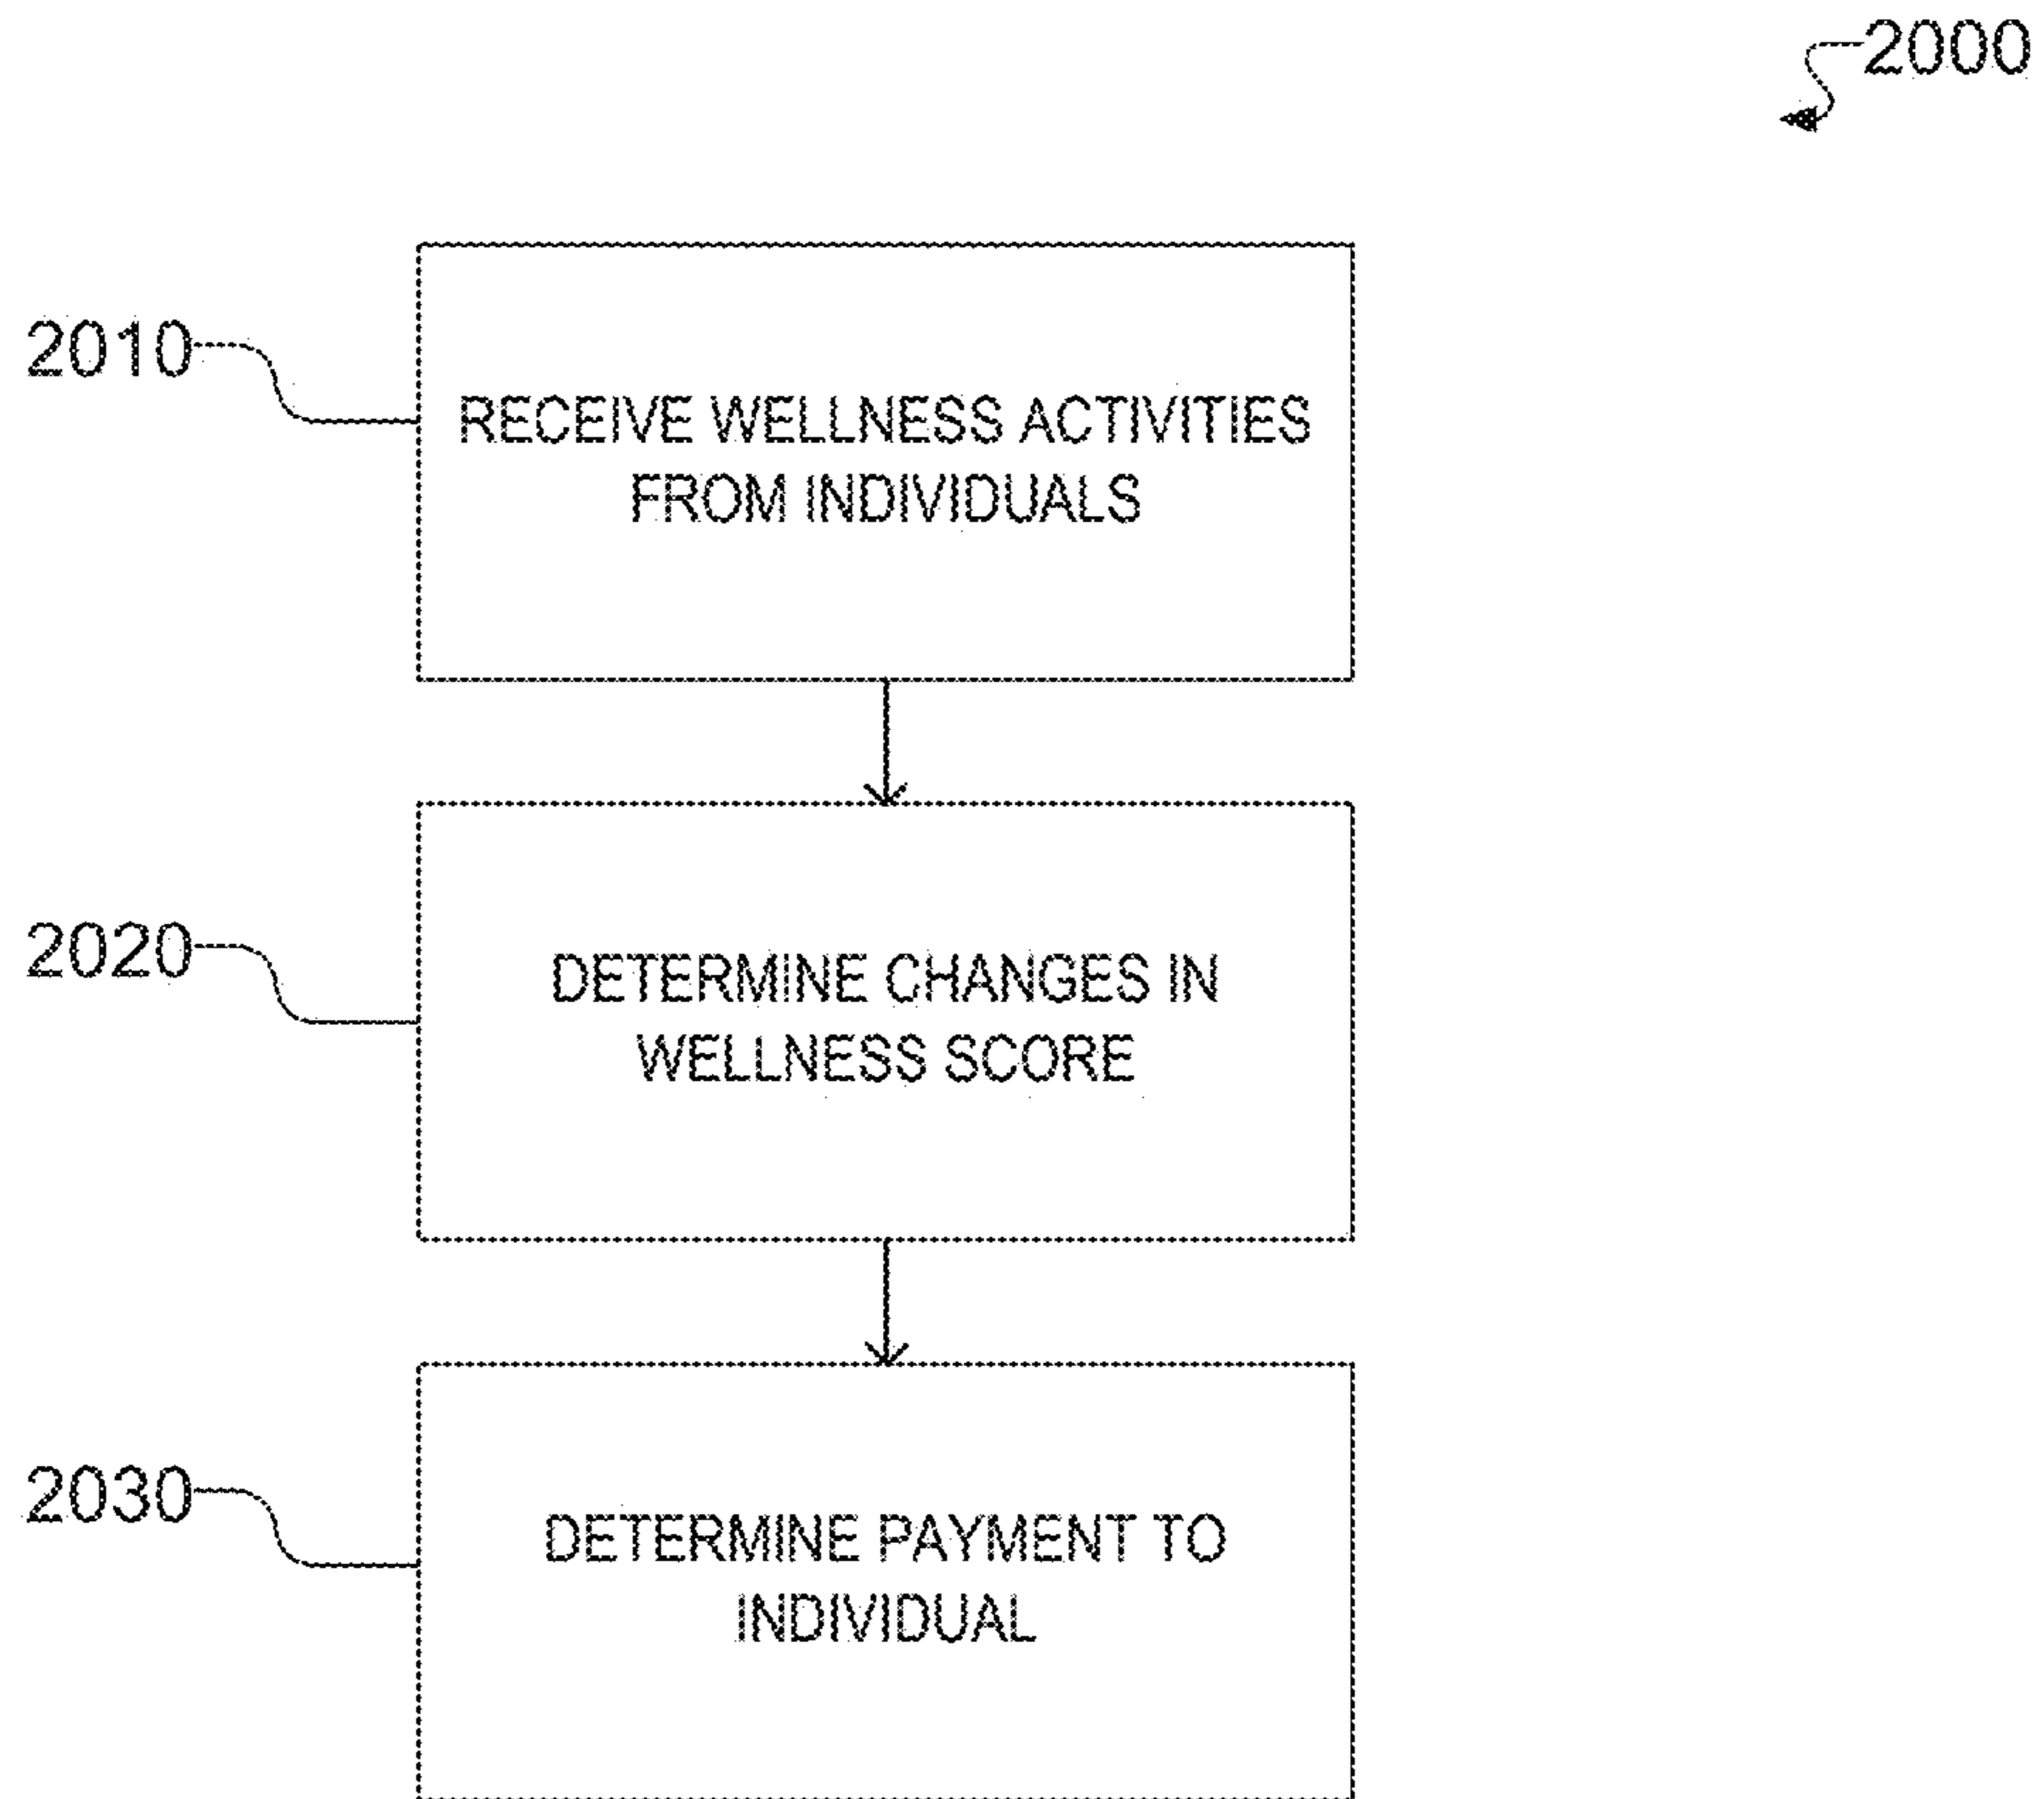 2000
2010
RECEIVE WELLNESS ACTIVITIES
FROM INDIVIDUALS
2020
DETERMINE CHANGES IN
WELLNESS SCORE
2030
DETERMINE PAYMENT TO
INDIVIDUAL